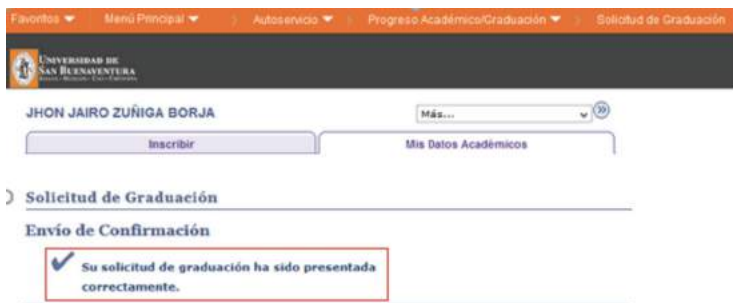 Favoritos Menú Principal Autoservicio Progreso Académico/Graduación Solicitud de Graduación
UNIVERSIDAD DE
SAN BUENAVENTURA
JHON JAIRO ZUÑIGA BORJA Más...
Inscribir Mis Datos Académicos
Solicitud de Graduación
Envío de Confirmación
Su solicitud de graduación ha sido presentada
correctamente.